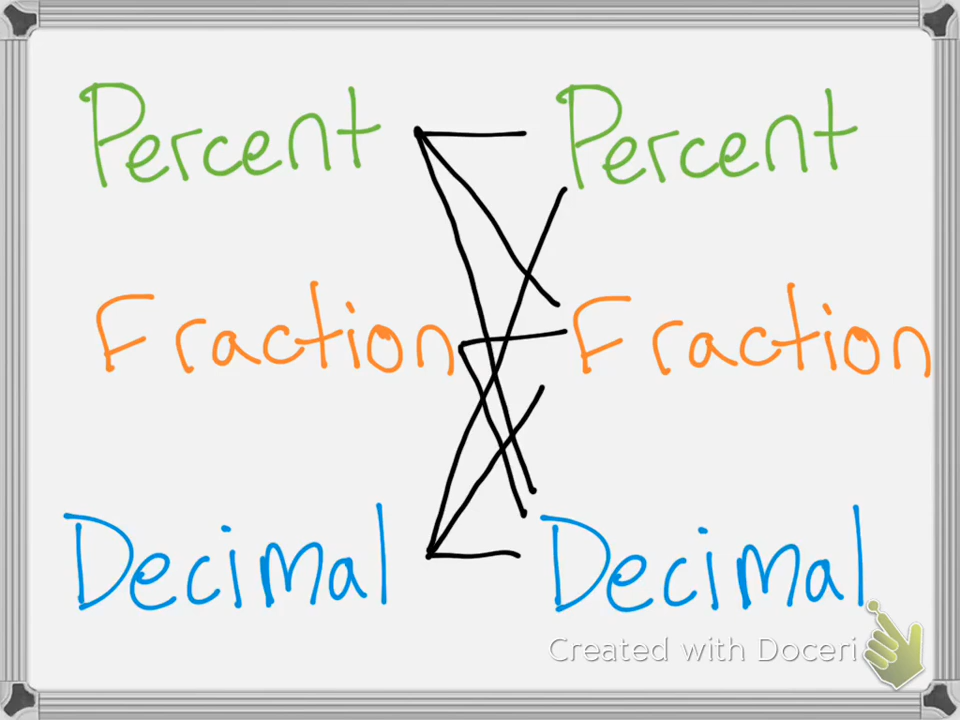 Percent Percent
Fraction Fraction
Decimal Decimal
Created with Doceri